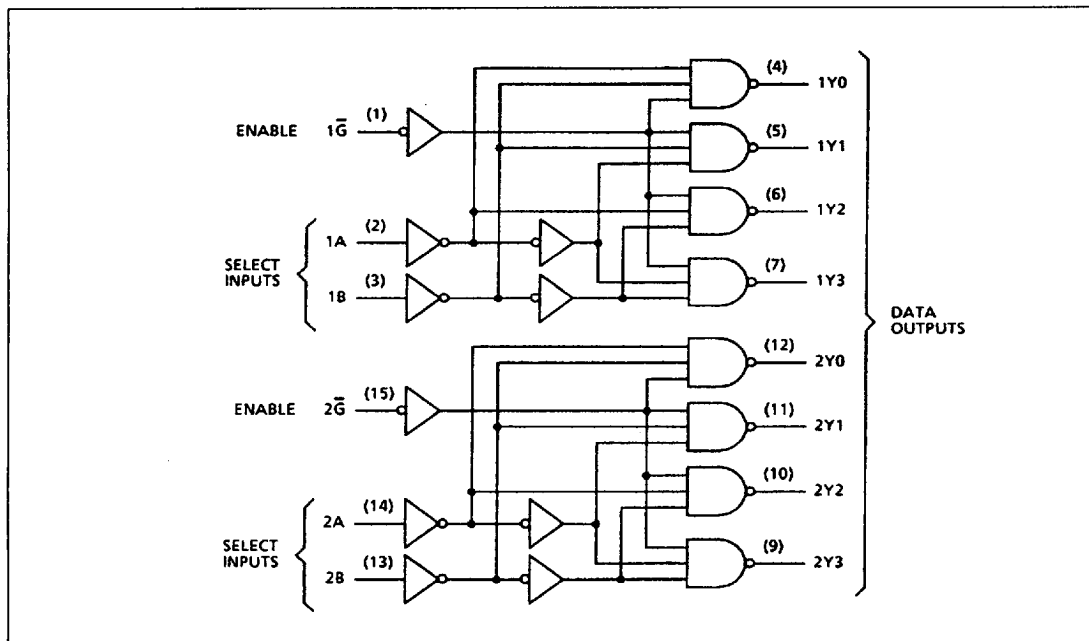 (4)
1Y0
(1)
ENABLE 1G̅
(5)
1Y1
(6)
1Y2
(2)
1A
SELECT
INPUTS
(3)
1B
(7)
1Y3
DATA
OUTPUTS
(12)
2Y0
(15)
ENABLE 2G̅
(11)
2Y1
(10)
2Y2
(14)
2A
SELECT
INPUTS
(13)
2B
(9)
2Y3